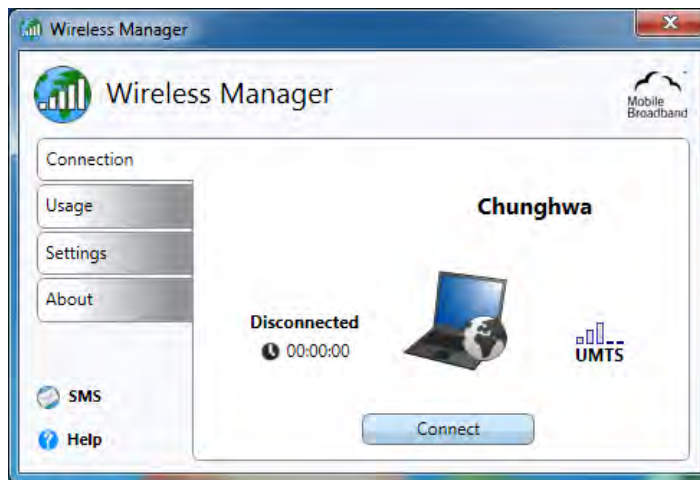 Wireless Manager
Wireless Manager
Mobile
Broadband
Connection
Usage
Settings
About
Chunghwa
Disconnected
00:00:00
UMTS
SMS
Help
Connect